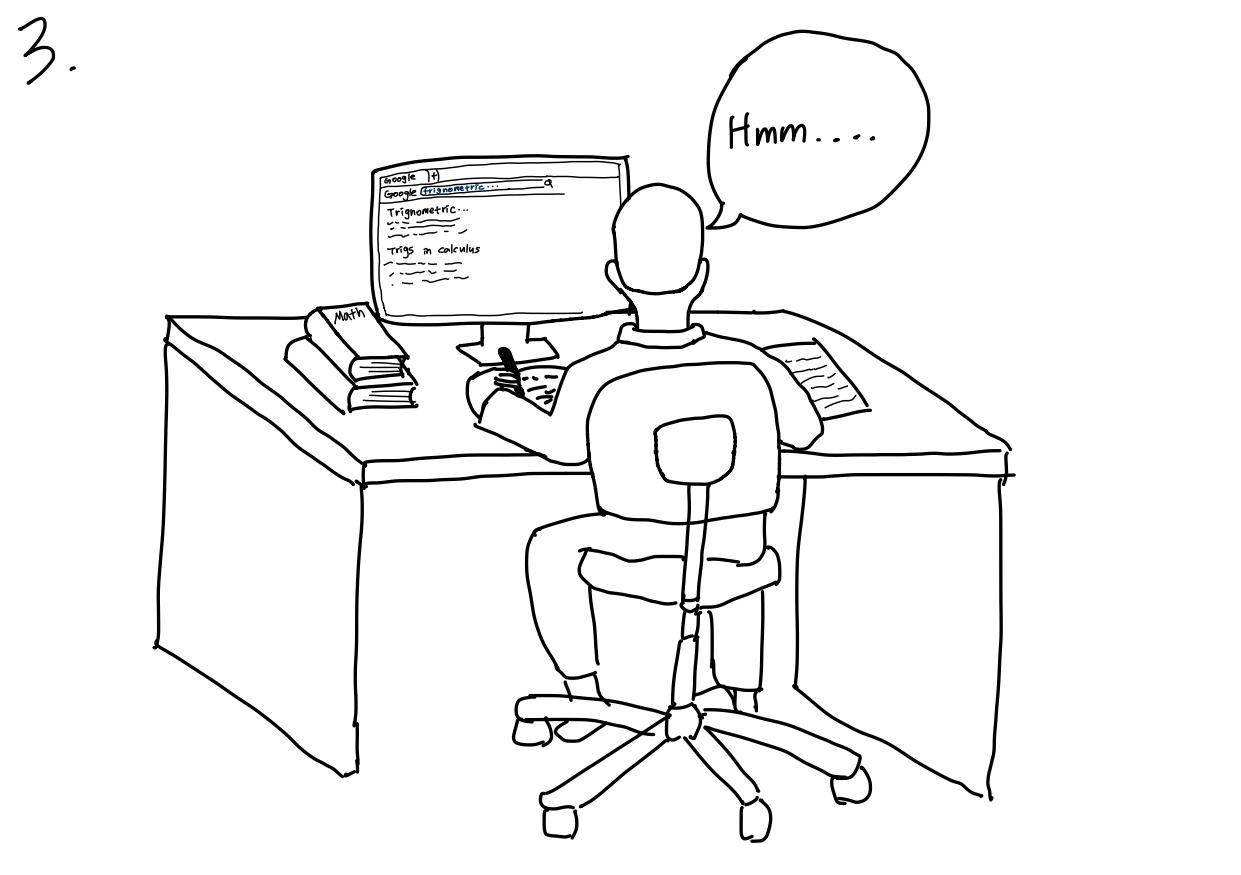 3.
Hmm....
Google +
Google trignometric...
Trignometric...
Trigs in calculus
Math